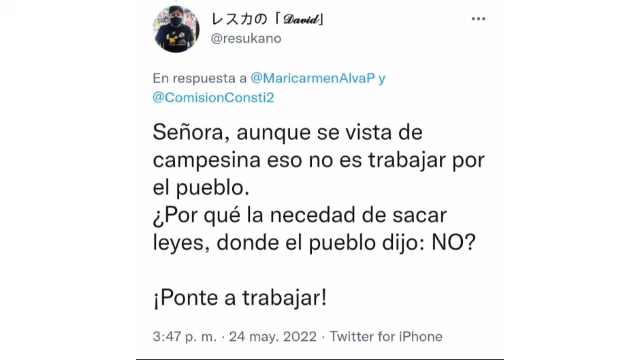 レスカの「𝓓𝓪𝓿𝓲𝓭」
@resukano
En respuesta a @MaricarmenAlvaP y
@ComisionConsti2
Señora, aunque se vista de
campesina eso no es trabajar por
el pueblo.
¿Por qué la necedad de sacar
leyes, donde el pueblo dijo: NO?
¡Ponte a trabajar!
3:47 p. m. · 24 may. 2022 · Twitter for iPhone